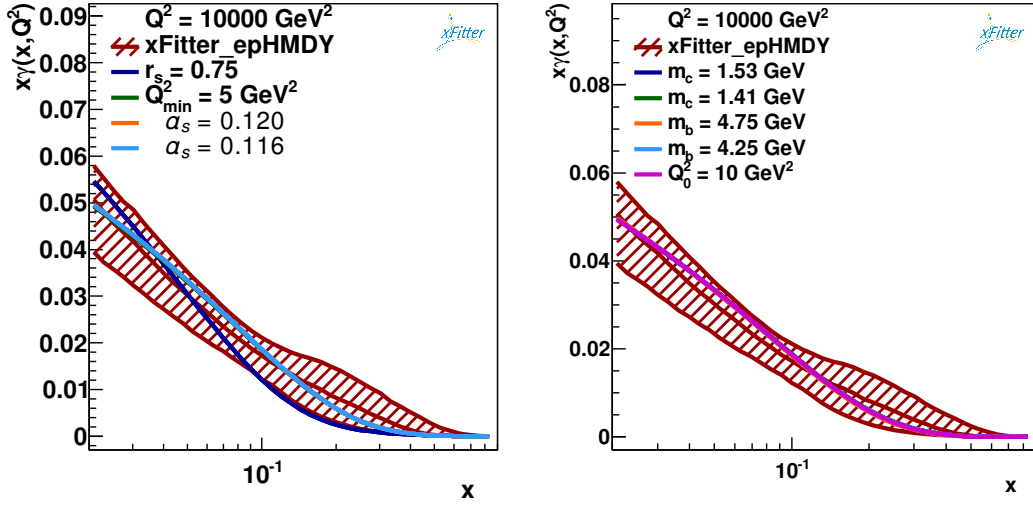 Q² = 10000 GeV²
xFitter_epHMDY
r_s = 0.75
Q²_min = 5 GeV²
α_s = 0.120
α_s = 0.116
xFitter
xγ(x,Q²)
0.09
0.08
0.07
0.06
0.05
0.04
0.03
0.02
0.01
0
10⁻¹
x
Q² = 10000 GeV²
xFitter_epHMDY
m_c = 1.53 GeV
m_c = 1.41 GeV
m_b = 4.75 GeV
m_b = 4.25 GeV
Q²_0 = 10 GeV²
xFitter
xγ(x,Q²)
0.08
0.06
0.04
0.02
0
10⁻¹
x